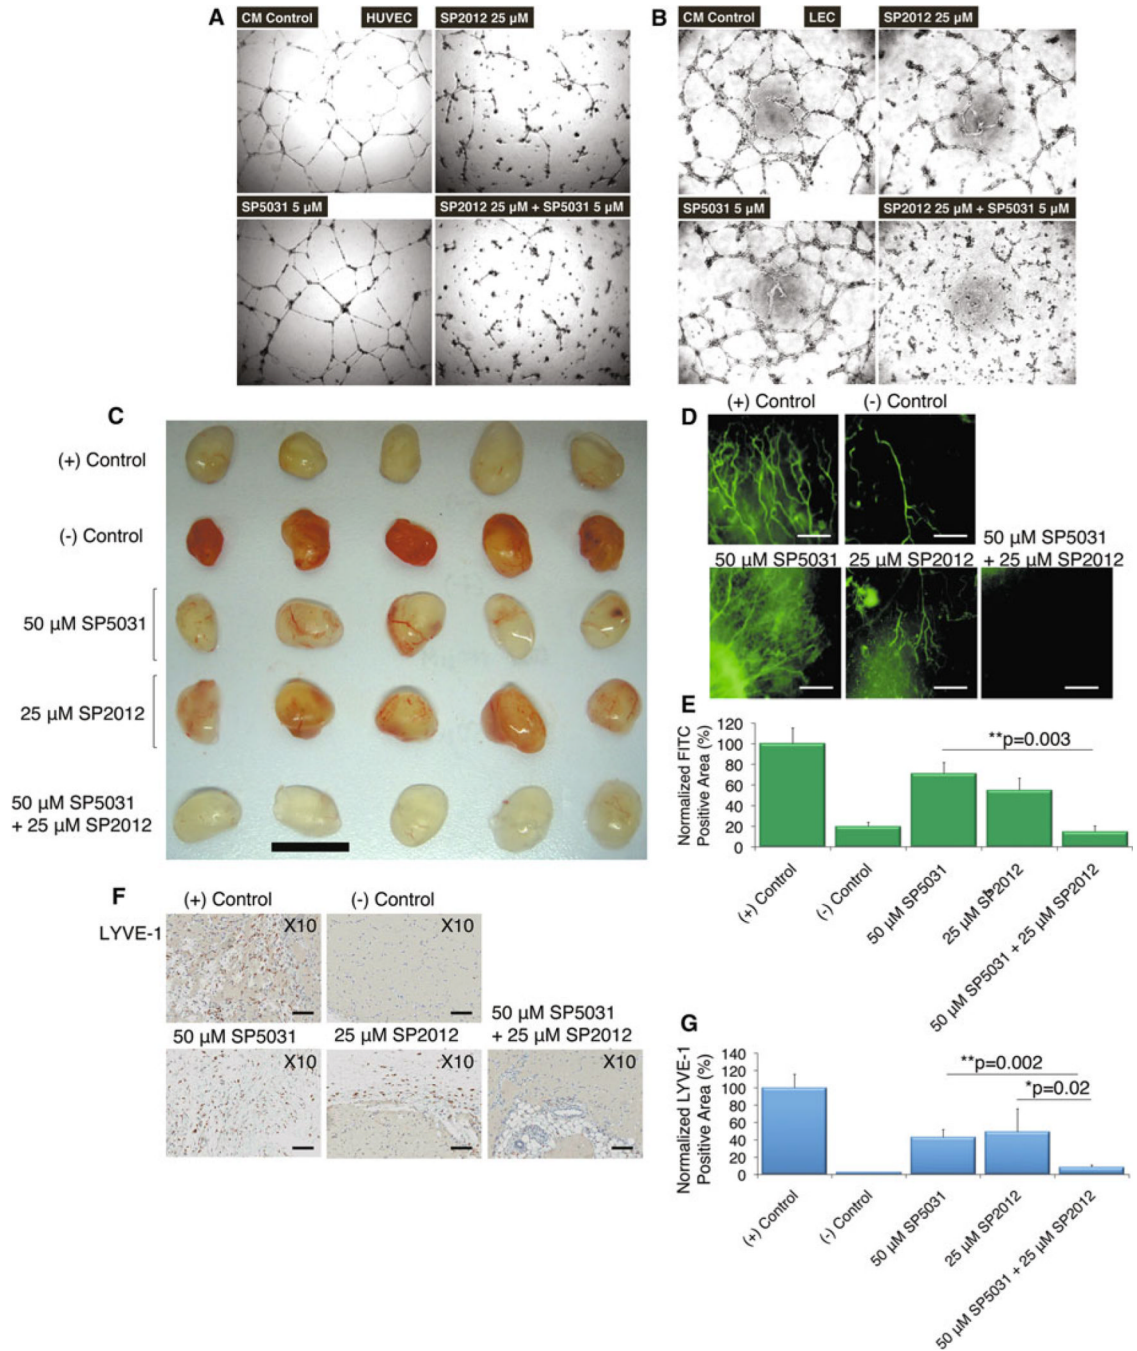 A
CM Control
HUVEC
SP2012 25 µM
SP5031 5 µM
SP2012 25 µM + SP5031 5 µM
B
CM Control
LEC
SP2012 25 µM
SP5031 5 µM
SP2012 25 µM + SP5031 5 µM
C
(+) Control
(-) Control
50 µM SP5031
25 µM SP2012
50 µM SP5031
+ 25 µM SP2012
D
(+) Control
(-) Control
50 µM SP5031
25 µM SP2012
50 µM SP5031
+ 25 µM SP2012
E
Normalized FITC
Positive Area (%)
120
100
80
60
40
20
0
**p=0.003
(+) Control
(-) Control
50 µM SP5031
25 µM SP2012
50 µM SP5031 + 25 µM SP2012
F
(+) Control
(-) Control
LYVE-1
X10
X10
50 µM SP5031
25 µM SP2012
50 µM SP5031
+ 25 µM SP2012
X10
X10
X10
G
Normalized LYVE-1
Positive Area (%)
140
120
100
80
60
40
20
0
**p=0.002
*p=0.02
(+) Control
(-) Control
50 µM SP5031
25 µM SP2012
50 µM SP5031 + 25 µM SP2012